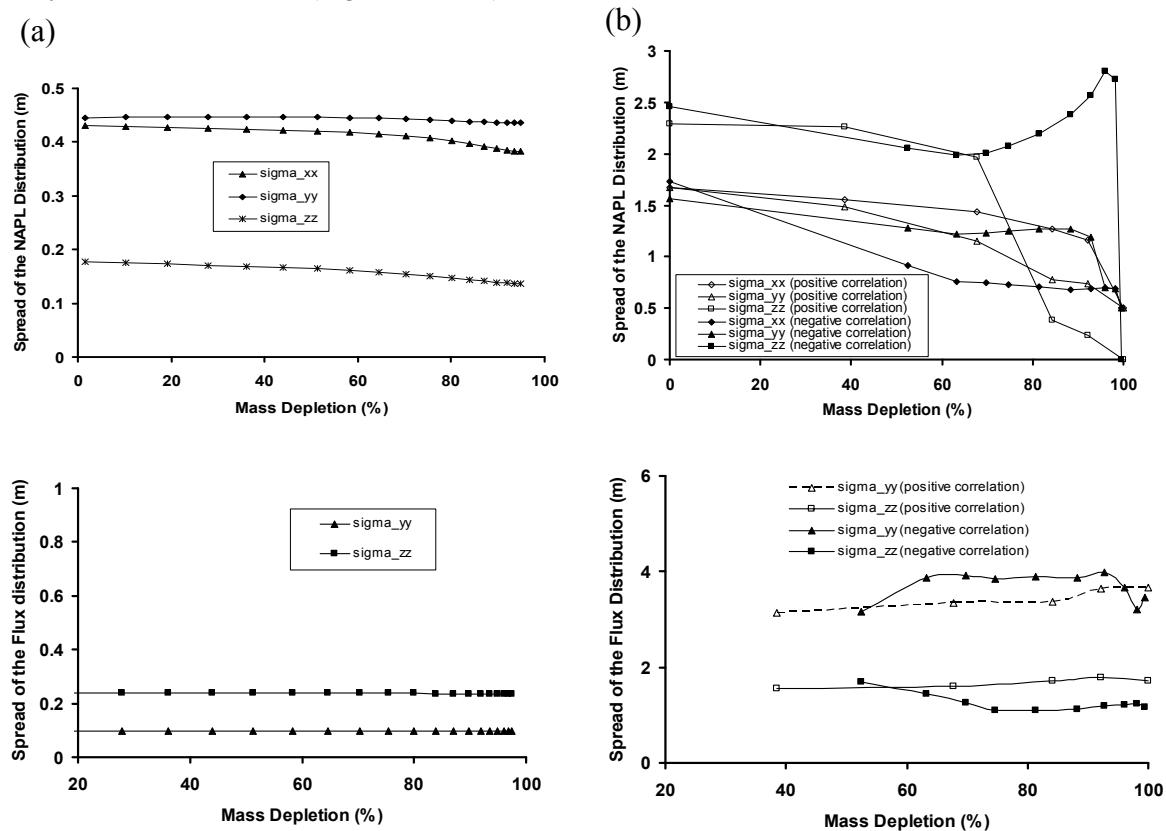 (a)
Spread of the NAPL Distribution (m)
0.5
0.4
0.3
0.2
0.1
0
sigma_xx
sigma_yy
sigma_zz
0 20 40 60 80 100
Mass Depletion (%)
(b)
Spread of the NAPL Distribution (m)
3
2.5
2
1.5
1
0.5
0
sigma_xx (positive correlation)
sigma_yy (positive correlation)
sigma_zz (positive correlation)
sigma_xx (negative correlation)
sigma_yy (negative correlation)
sigma_zz (negative correlation)
0 20 40 60 80 100
Mass Depletion (%)
Spread of the Flux distribution (m)
1
0.8
0.6
0.4
0.2
0
sigma_yy
sigma_zz
20 40 60 80 100
Mass Depletion (%)
Spread of the Flux Distribution (m)
6
4
2
0
sigma_yy (positive correlation)
sigma_zz (positive correlation)
sigma_yy (negative correlation)
sigma_zz (negative correlation)
20 40 60 80 100
Mass Depletion (%)